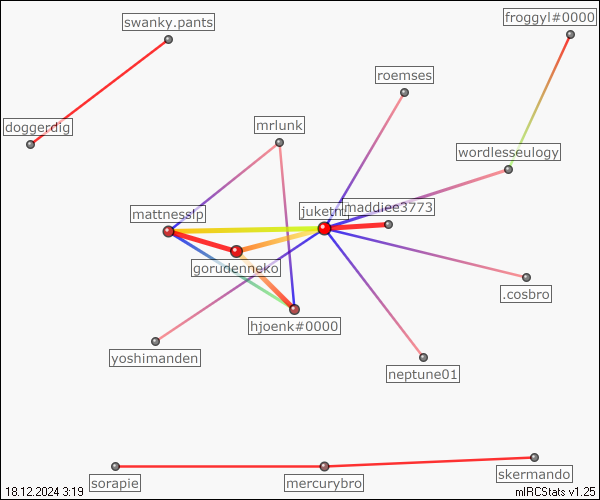 froggyl#0000
swanky.pants
roemses
doggerdig
mrlunk
wordlesseulogy
maddiee3773
mattnesslp
gorudenneko
.cosbro
hjoenk#0000
yoshimanden
neptune01
skermando
sorapie
mercurybro
18.12.2024 3:19
mIRCStats v1.25